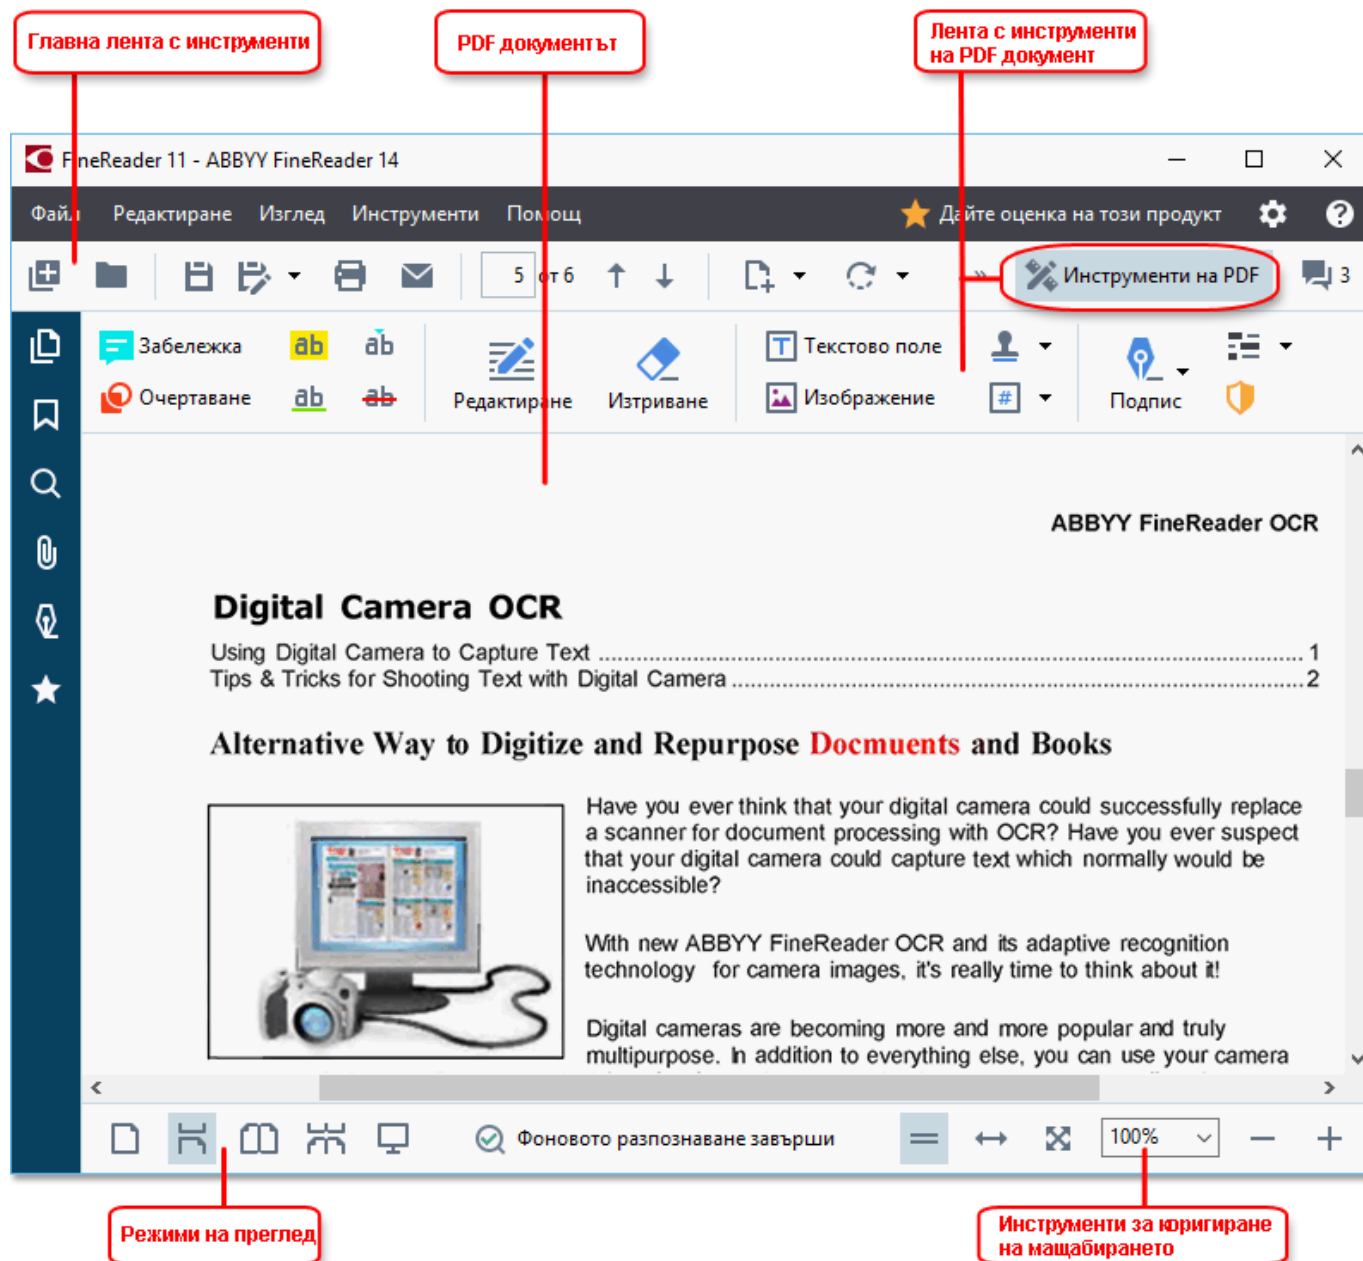 Главна лента с инструменти
PDF документът
Лента с инструменти
на PDF документ
FineReader 11 - ABBYY FineReader 14
Файл Редактиране Изглед Инструменти Помощ Дайте оценка на този продукт
5 от 6 » Инструменти на PDF 3
Забележка ab ab Текстово поле
Очертаване ab ab Редактиране Изтриване Изображение # Подпис
ABBYY FineReader OCR
Digital Camera OCR
Using Digital Camera to Capture Text ........ 1
Tips & Tricks for Shooting Text with Digital Camera ........ 2
Alternative Way to Digitize and Repurpose Docmuents and Books
Have you ever think that your digital camera could successfully replace
a scanner for document processing with OCR? Have you ever suspect
that your digital camera could capture text which normally would be
inaccessible?
With new ABBYY FineReader OCR and its adaptive recognition
technology for camera images, it's really time to think about it!
Digital cameras are becoming more and more popular and truly
multipurpose. In addition to everything else, you can use your camera
Фоновото разпознаване завърши 100%
Режими на преглед
Инструменти за коригиране
на мащабирането